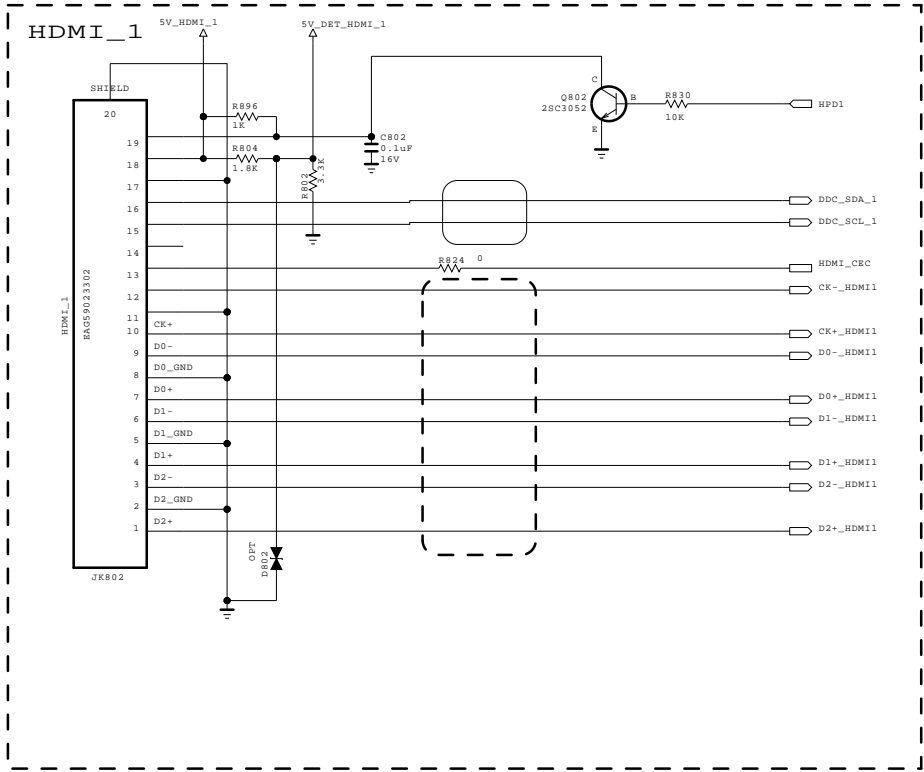 HDMI_1
5V_HDMI_1
5V_DET_HDMI_1
SHIELD
20
R896
1K
C
Q802
2SC3052
B
E
R830
10K
HPD1
19
C802
0.1uF
16V
18
R804
1.8K
R802
3.3K
17
16
DDC_SDA_1
15
DDC_SCL_1
14
R824
0
13
HDMI_CEC
12
CK-_HDMI1
HDMI_1
EAG59023302
11
10
CK+
CK+_HDMI1
9
D0-
D0-_HDMI1
8
D0_GND
7
D0+
D0+_HDMI1
6
D1-
D1-_HDMI1
5
D1_GND
4
D1+
D1+_HDMI1
3
D2-
D2-_HDMI1
2
D2_GND
1
D2+
D2+_HDMI1
OPT
D802
JK802